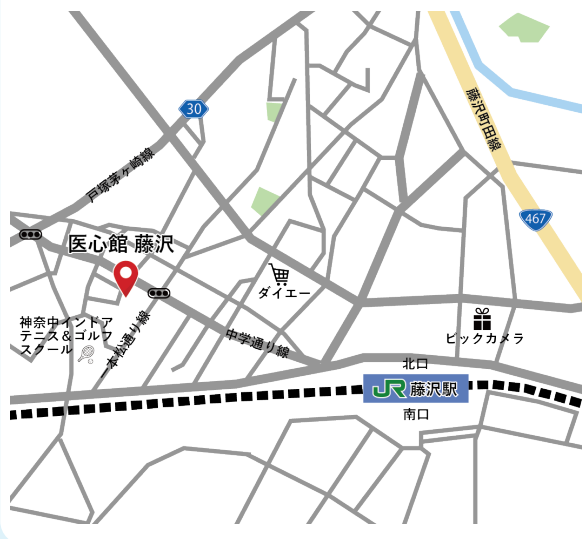 30
藤沢町田線
戸塚茅ヶ崎線
467
医心館 藤沢
ダイエー
神奈中インドア
テニス＆ゴルフ
スクール
一本松通り線
中学通り線
ビックカメラ
北口
JR 藤沢駅
南口